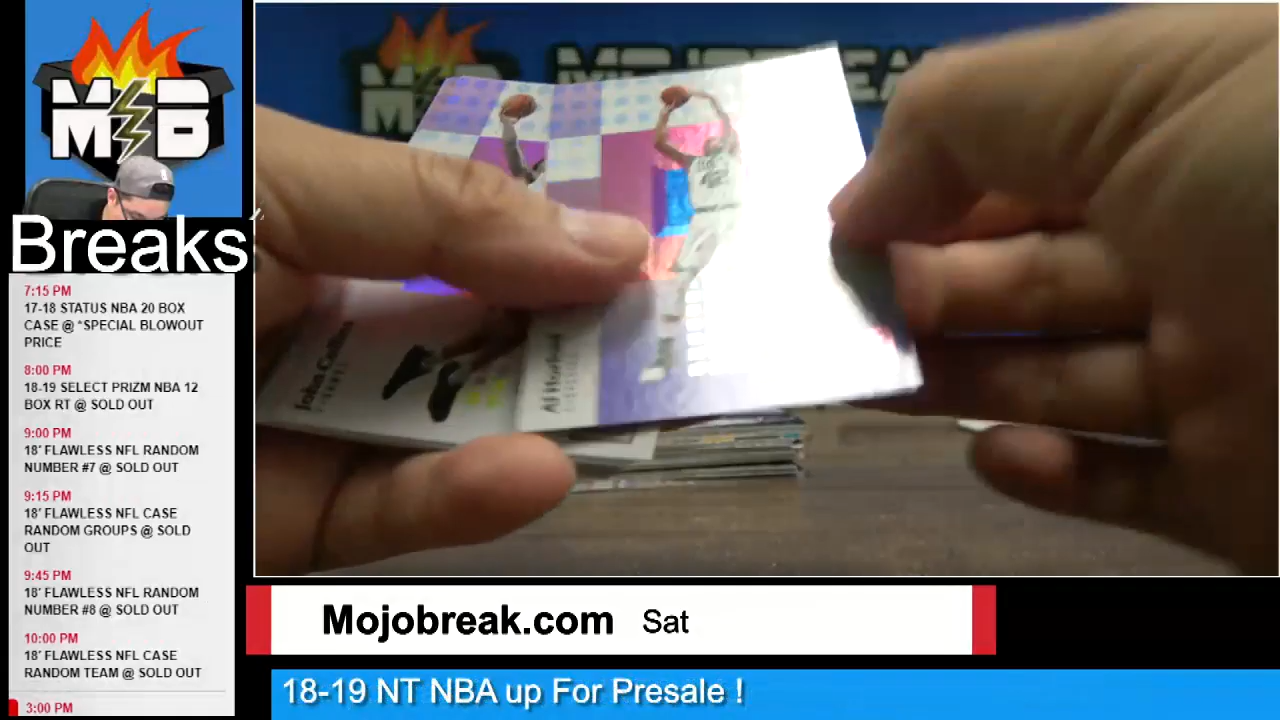 M B
Breaks
7:15 PM
17-18 STATUS NBA 20 BOX
CASE @ *SPECIAL BLOWOUT
PRICE
8:00 PM
18-19 SELECT PRIZM NBA 12
BOX RT @ SOLD OUT
9:00 PM
18' FLAWLESS NFL RANDOM
NUMBER #7 @ SOLD OUT
9:15 PM
18' FLAWLESS NFL CASE
RANDOM GROUPS @ SOLD
OUT
9:45 PM
18' FLAWLESS NFL RANDOM
NUMBER #8 @ SOLD OUT
10:00 PM
18' FLAWLESS NFL CASE
RANDOM TEAM @ SOLD OUT
3:00 PM
John Collins
Al Horford
Mojobreak.com Sat
18-19 NT NBA up For Presale !